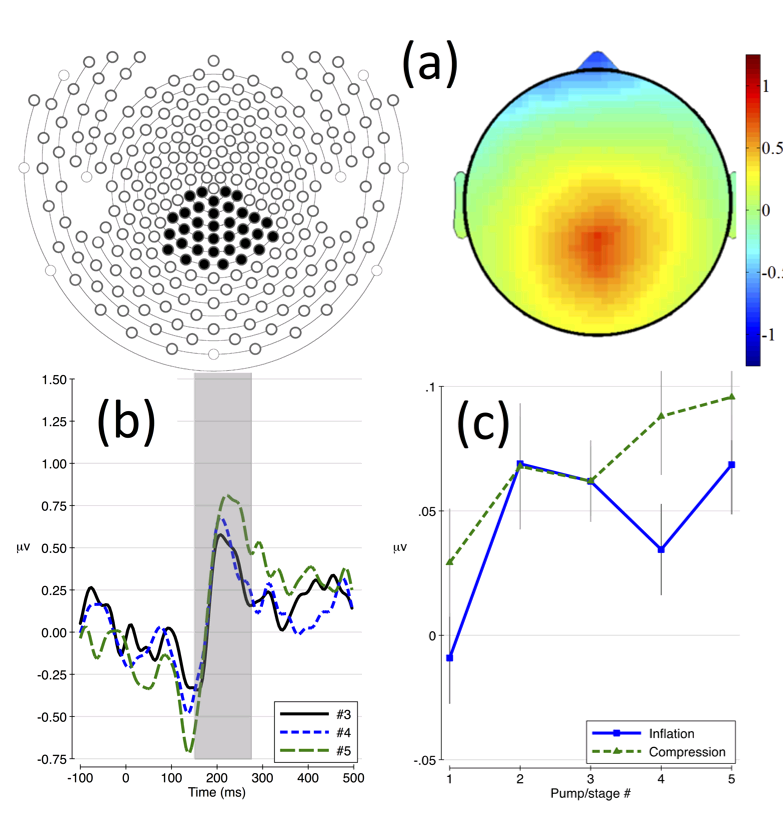 (a)
1
0.5
0
-0.5
-1
1.50
1.25
1.00
0.75
0.50
0.25
0.00
-0.25
-0.50
-0.75
µv
(b)
#3
#4
#5
-100 0 100 200 300 400 500
Time (ms)
.1
.05
0
-.05
µv
(c)
Inflation
Compression
1 2 3 4 5
Pump/stage #